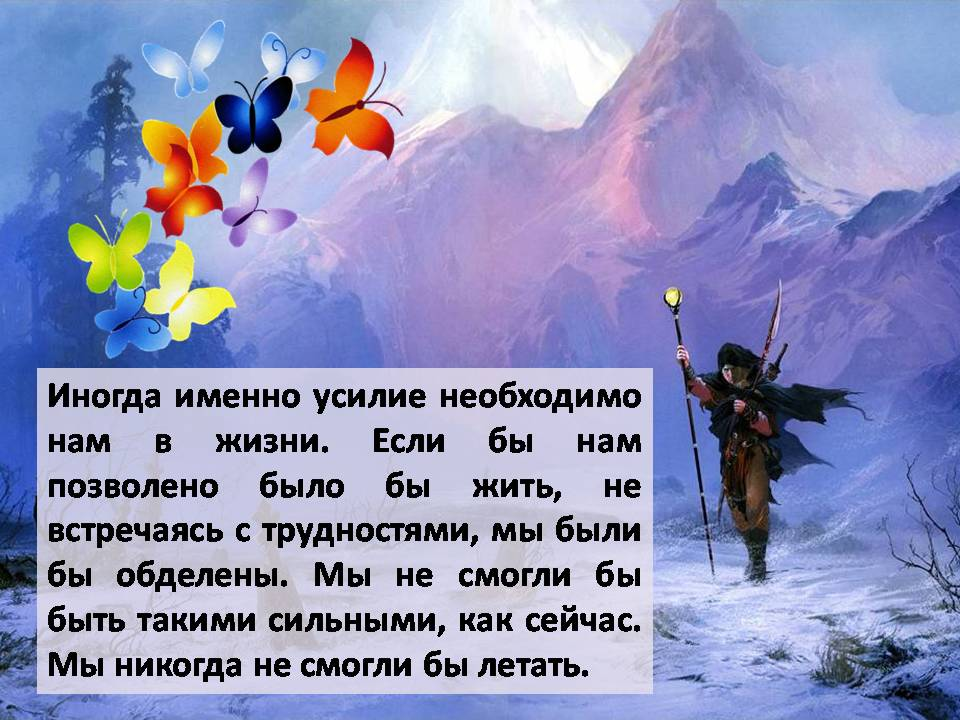 Иногда именно усилие необходимо
нам в жизни. Если бы нам
позволено было бы жить, не
встречаясь с трудностями, мы были
бы обделены. Мы не смогли бы
быть такими сильными, как сейчас.
Мы никогда не смогли бы летать.